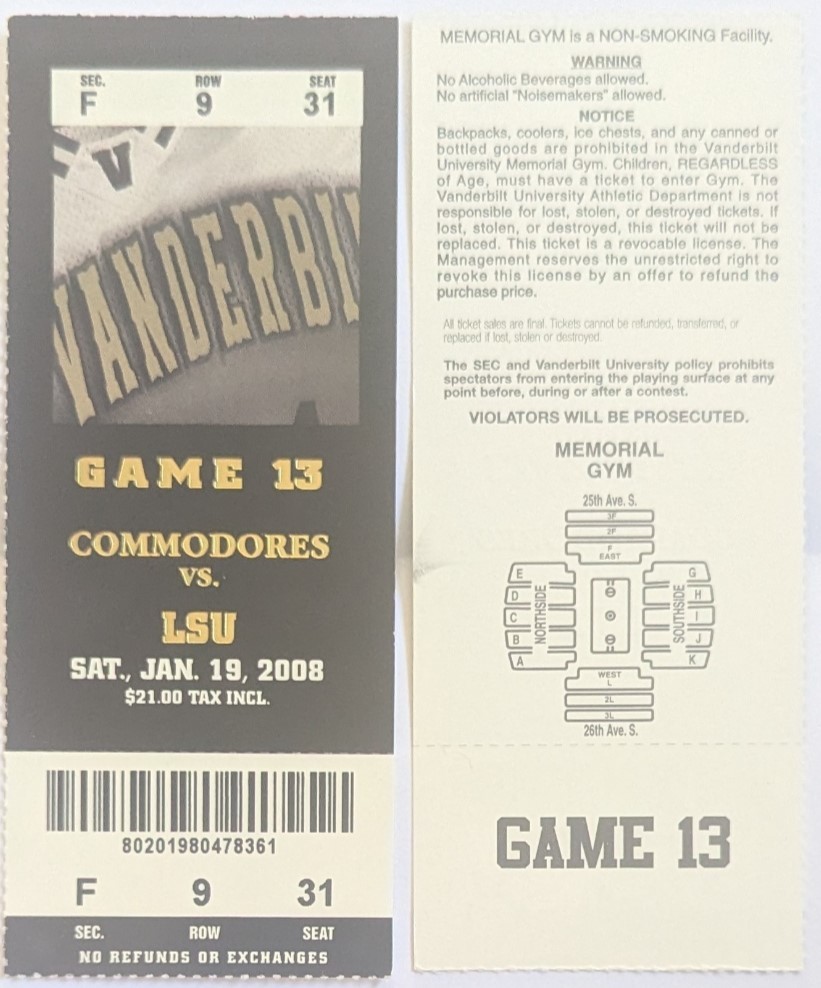 SEC. ROW SEAT
F 9 31
V
VANDERBI
GAME 13
COMMODORES
VS.
LSU
SAT., JAN. 19, 2008
$21.00 TAX INCL.
80201980478361
F 9 31
SEC. ROW SEAT
NO REFUNDS OR EXCHANGES
MEMORIAL GYM is a NON-SMOKING Facility.
WARNING
No Alcoholic Beverages allowed.
No artificial "Noisemakers" allowed.
NOTICE
Backpacks, coolers, ice chests, and any canned or
bottled goods are prohibited in the Vanderbilt
University Memorial Gym. Children, REGARDLESS
of Age, must have a ticket to enter Gym. The
Vanderbilt University Athletic Department is not
responsible for lost, stolen, or destroyed tickets. If
lost, stolen, or destroyed, this ticket will not be
replaced. This ticket is a revocable license. The
Management reserves the unrestricted right to
revoke this license by an offer to refund the
purchase price.
All ticket sales are final. Tickets cannot be refunded, transferred, or
replaced if lost, stolen or destroyed.
The SEC and Vanderbilt University policy prohibits
spectators from entering the playing surface at any
point before, during or after a contest.
VIOLATORS WILL BE PROSECUTED.
MEMORIAL
GYM
25th Ave. S.
3F
2F
F
EAST
E G
D H
C NORTHSIDE SOUTHSIDE I
B J
A K
WEST
L
2L
3L
26th Ave. S.
GAME 13